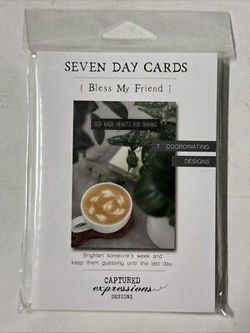 SEVEN DAY CARDS
{ Bless My Friend }
GOD MADE HEARTS FOR SHARING
7 COORDINATING
DESIGNS
Brighten someone's week and
keep them guessing until the last day.
CAPTURED
expressions
DESIGNS